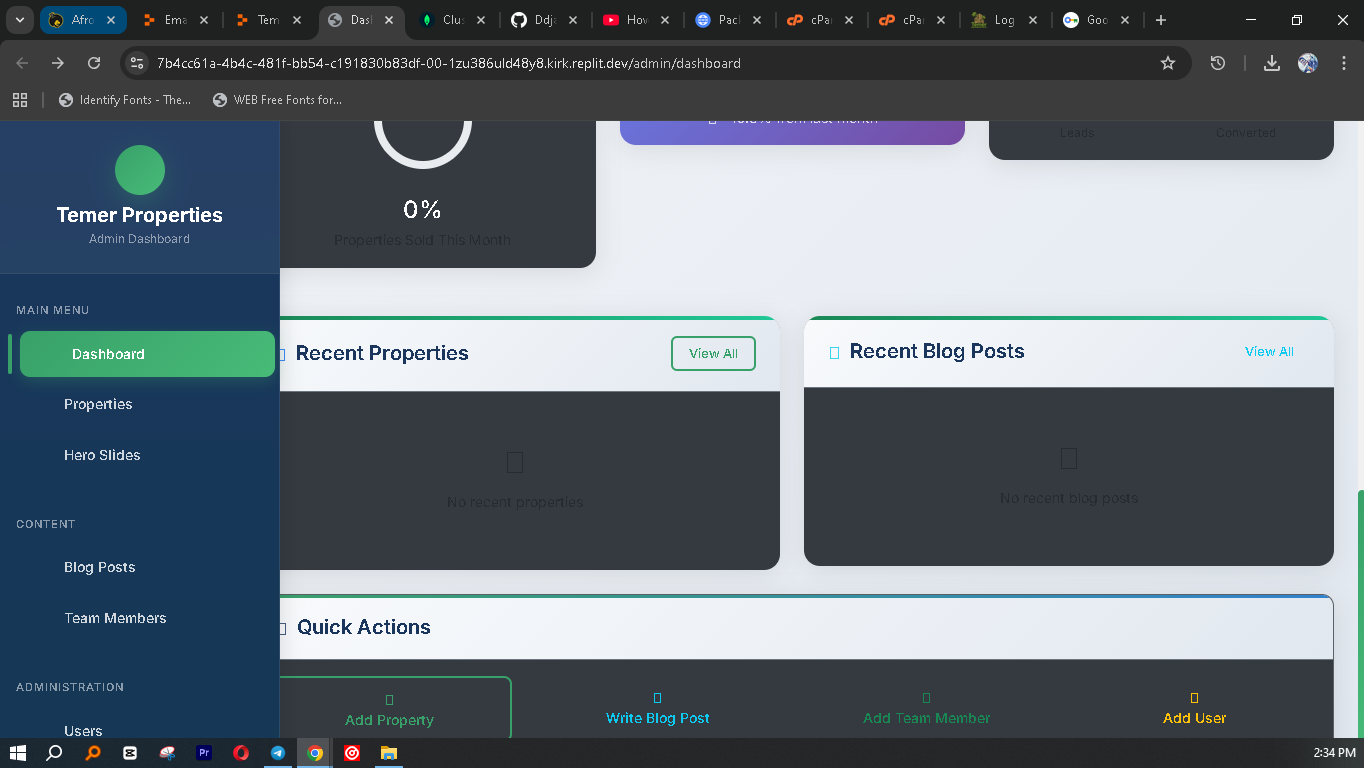 Afro
Ema
Tem
Das
Clus
Ddja
How
Pack
cPa
cPa
Log
Goo
7b4cc61a-4b4c-481f-bb54-c191830b83df-00-1zu386uld48y8.kirk.replit.dev/admin/dashboard
Identify Fonts - The...
WEB Free Fonts for...
Temer Properties
Admin Dashboard
MAIN MENU
Dashboard
Properties
Hero Slides
CONTENT
Blog Posts
Team Members
ADMINISTRATION
Users
from last month
Leads
Converted
0%
Properties Sold This Month
Recent Properties
View All
No recent properties
Recent Blog Posts
View All
No recent blog posts
Quick Actions
Add Property
Write Blog Post
Add Team Member
Add User
Pr
2:34 PM